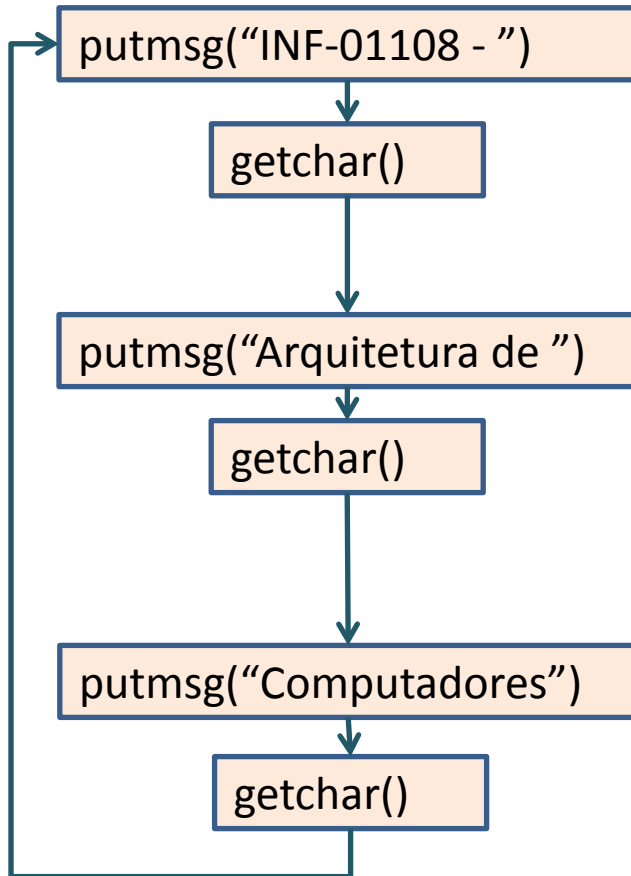 putmsg(“INF-01108 - ”)
getchar()
putmsg(“Arquitetura de ”)
getchar()
putmsg(“Computadores”)
getchar()